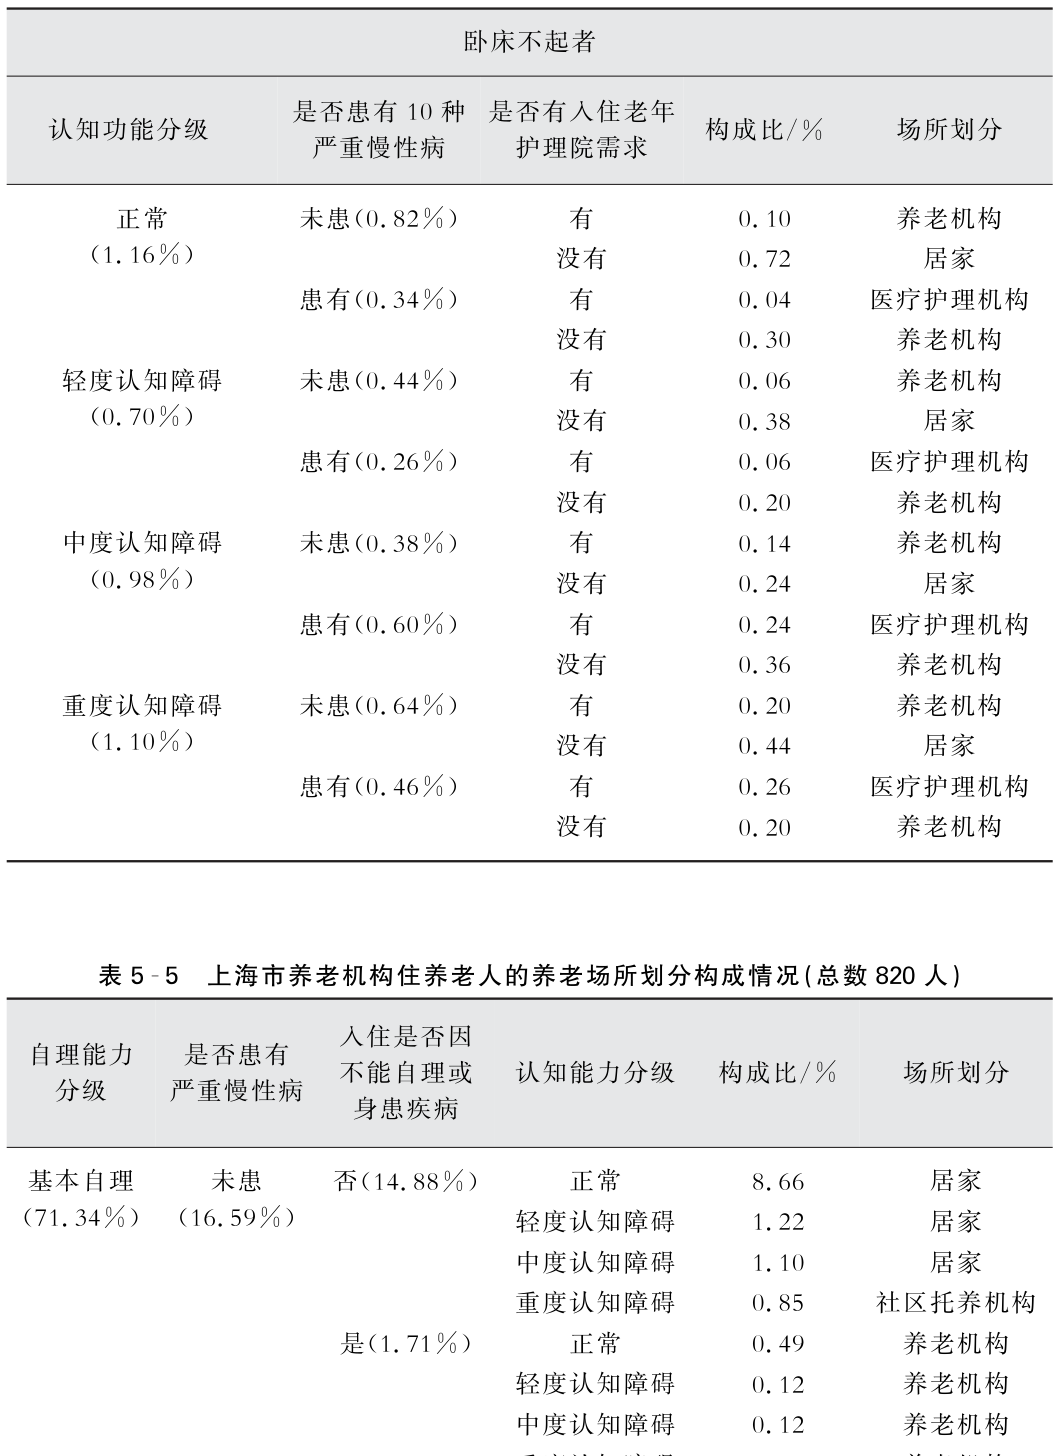 卧床不起者
认知功能分级 是否患有 10 种严重慢性病 是否有入住老年护理院需求 构成比/% 场所划分
正常 未患(0.82%) 有 0.10 养老机构
(1.16%) 没有 0.72 居家
患有(0.34%) 有 0.04 医疗护理机构
没有 0.30 养老机构
轻度认知障碍 未患(0.44%) 有 0.06 养老机构
(0.70%) 没有 0.38 居家
患有(0.26%) 有 0.06 医疗护理机构
没有 0.20 养老机构
中度认知障碍 未患(0.38%) 有 0.14 养老机构
(0.98%) 没有 0.24 居家
患有(0.60%) 有 0.24 医疗护理机构
没有 0.36 养老机构
重度认知障碍 未患(0.64%) 有 0.20 养老机构
(1.10%) 没有 0.44 居家
患有(0.46%) 有 0.26 医疗护理机构
没有 0.20 养老机构
表 5-5 上海市养老机构住养老人的养老场所划分构成情况(总数 820 人)
自理能力分级 是否患有严重慢性病 入住是否因不能自理或身患疾病 认知能力分级 构成比/% 场所划分
基本自理 未患 否(14.88%) 正常 8.66 居家
(71.34%) (16.59%) 轻度认知障碍 1.22 居家
中度认知障碍 1.10 居家
重度认知障碍 0.85 社区托养机构
是(1.71%) 正常 0.49 养老机构
轻度认知障碍 0.12 养老机构
中度认知障碍 0.12 养老机构